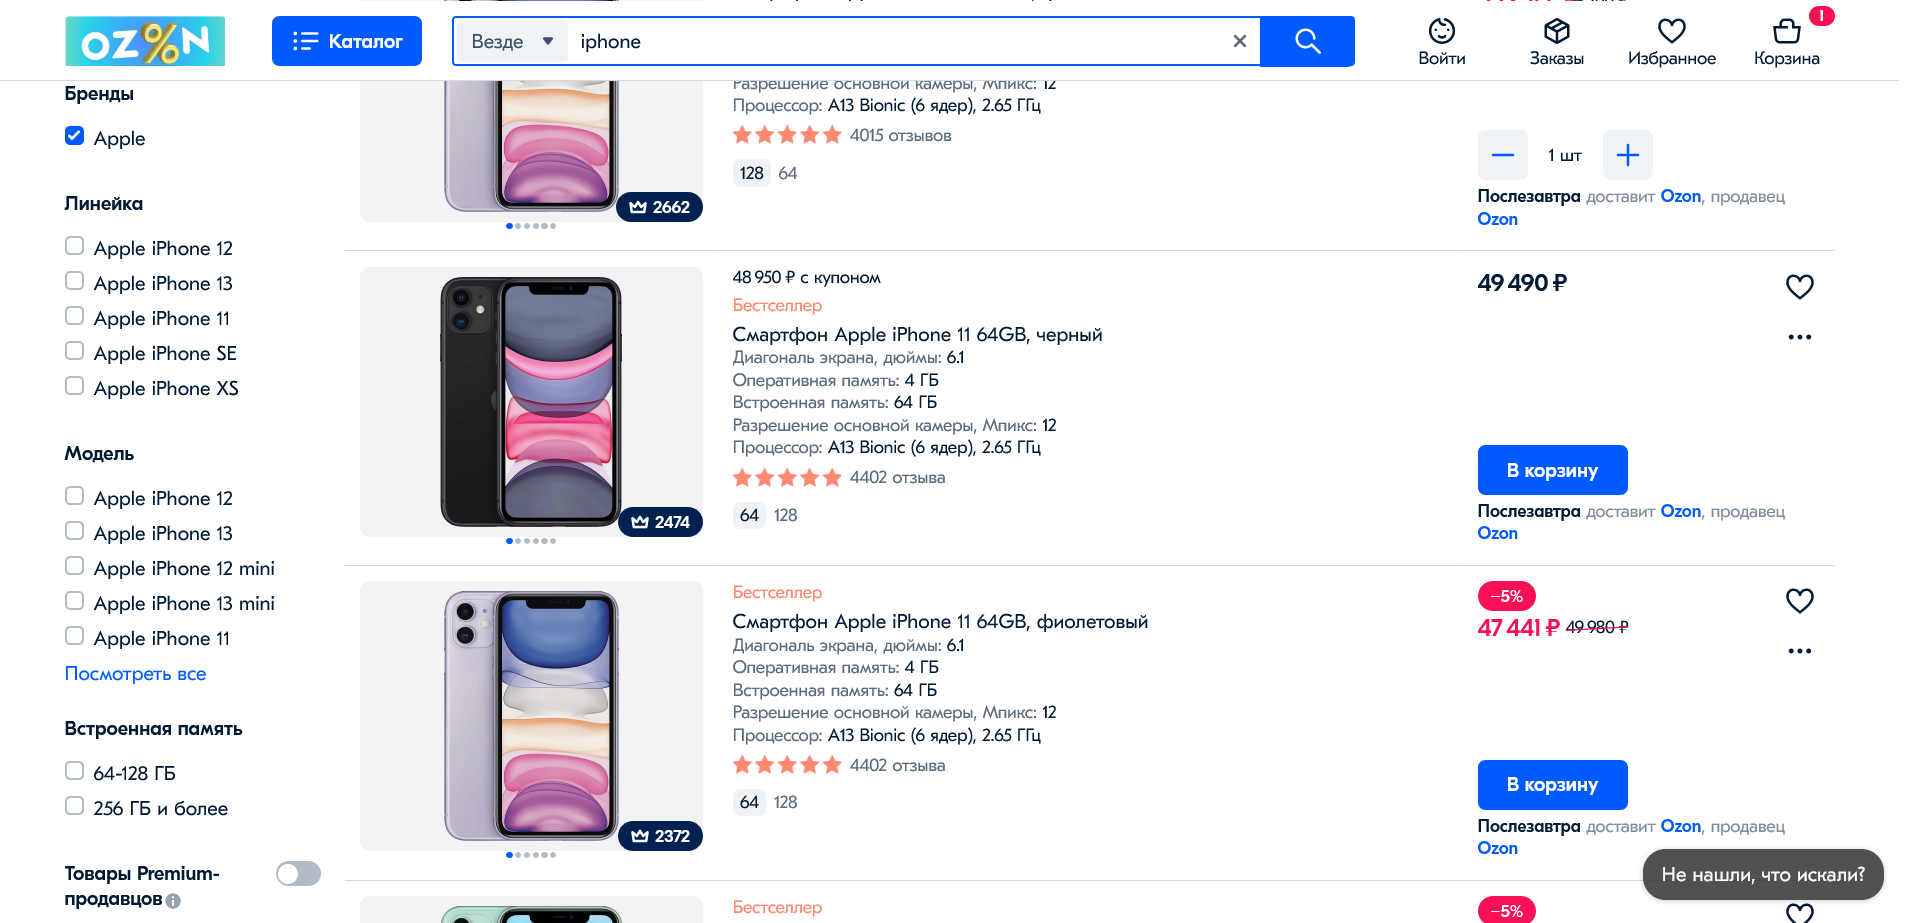 OZ%N
Каталог
Везде
iphone
Войти
Заказы
Избранное
1
Корзина
Бренды
Apple
Линейка
Apple iPhone 12
Apple iPhone 13
Apple iPhone 11
Apple iPhone SE
Apple iPhone XS
Модель
Apple iPhone 12
Apple iPhone 13
Apple iPhone 12 mini
Apple iPhone 13 mini
Apple iPhone 11
Посмотреть все
Встроенная память
64-128 ГБ
256 ГБ и более
Товары Premium-
продавцов
2662
Разрешение основной камеры, Мпикс: 12
Процессор: A13 Bionic (6 ядер), 2.65 ГГц
4015 отзывов
128 64
1 шт
Послезавтра доставит Ozon, продавец
Ozon
2474
48 950 ₽ с купоном
Бестселлер
Смартфон Apple iPhone 11 64GB, черный
Диагональ экрана, дюймы: 6.1
Оперативная память: 4 ГБ
Встроенная память: 64 ГБ
Разрешение основной камеры, Мпикс: 12
Процессор: A13 Bionic (6 ядер), 2.65 ГГц
4402 отзыва
64 128
49 490 ₽
В корзину
Послезавтра доставит Ozon, продавец
Ozon
2372
Бестселлер
Смартфон Apple iPhone 11 64GB, фиолетовый
Диагональ экрана, дюймы: 6.1
Оперативная память: 4 ГБ
Встроенная память: 64 ГБ
Разрешение основной камеры, Мпикс: 12
Процессор: A13 Bionic (6 ядер), 2.65 ГГц
4402 отзыва
64 128
–5%
47 441 ₽ 49 980 ₽
В корзину
Послезавтра доставит Ozon, продавец
Ozon
Бестселлер
–5%
Не нашли, что искали?